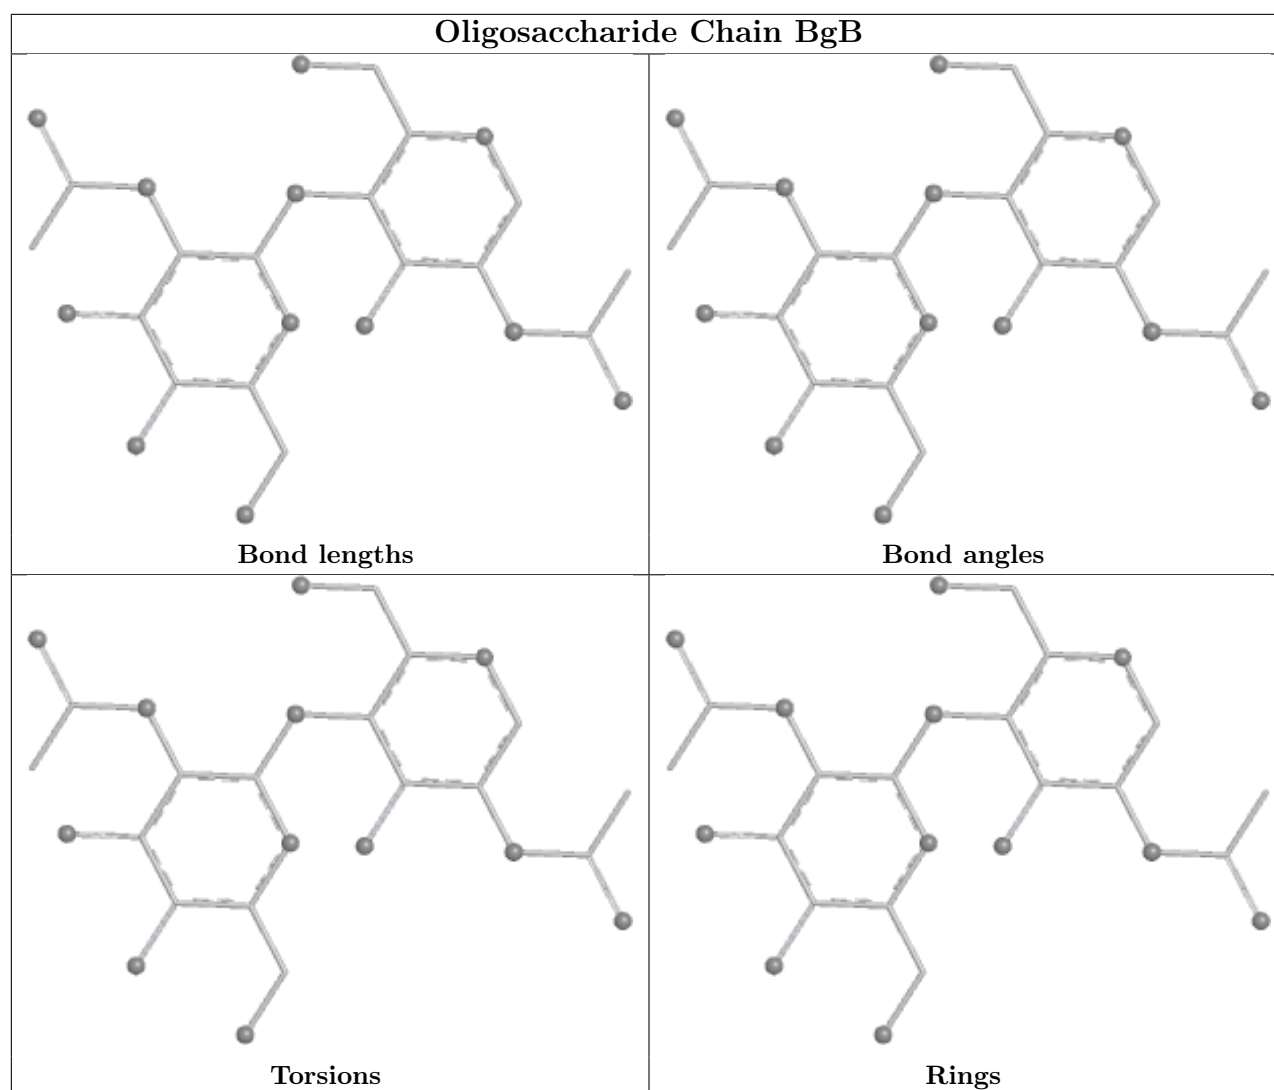 Oligosaccharide Chain BgB
Bond lengths
Bond angles
Torsions
Rings